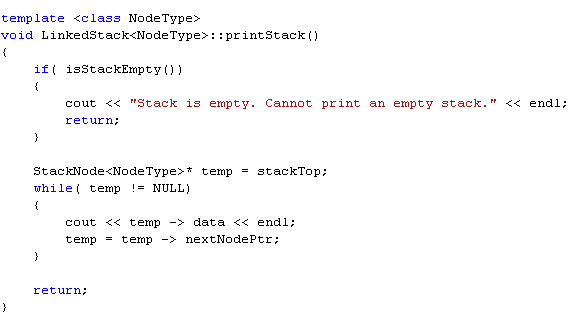 template <class NodeType>
void LinkedStack<NodeType>::printStack()
{
    if( isStackEmpty())
    {
        cout << "Stack is empty. Cannot print an empty stack." << endl;
        return;
    }

    StackNode<NodeType>* temp = stackTop;
    while( temp != NULL)
    {
        cout << temp -> data << endl;
        temp = temp -> nextNodePtr;
    }

    return;
}